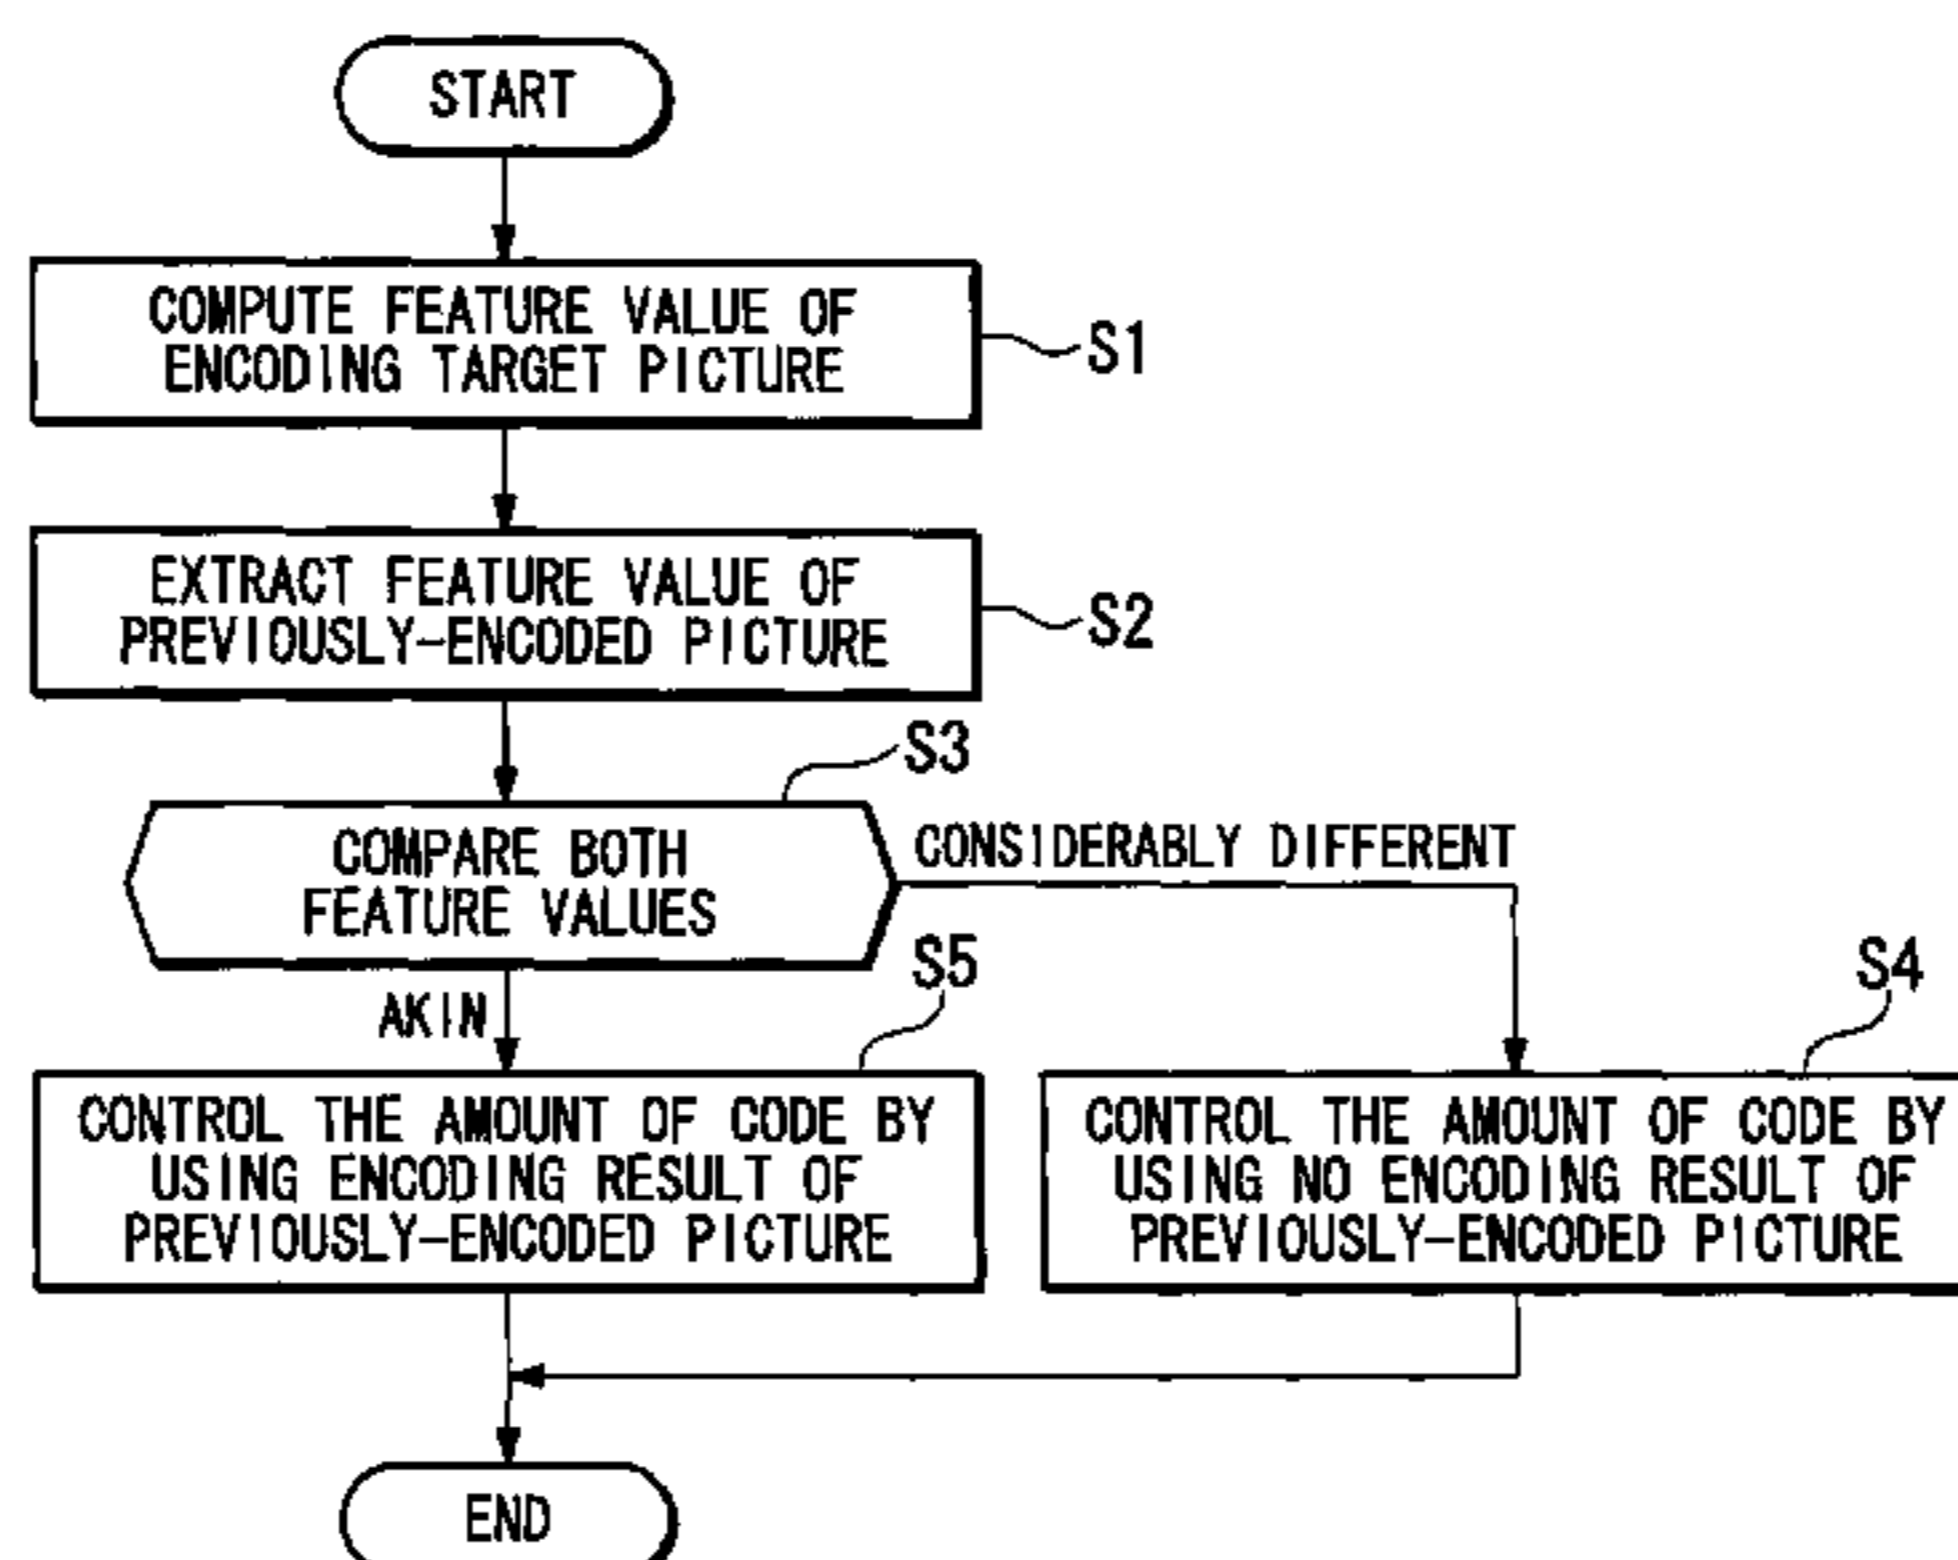 START
COMPUTE FEATURE VALUE OF
ENCODING TARGET PICTURE
S1
EXTRACT FEATURE VALUE OF
PREVIOUSLY-ENCODED PICTURE
S2
S3
COMPARE BOTH
FEATURE VALUES
CONSIDERABLY DIFFERENT
AKIN
S5
S4
CONTROL THE AMOUNT OF CODE BY
USING ENCODING RESULT OF
PREVIOUSLY-ENCODED PICTURE
CONTROL THE AMOUNT OF CODE BY
USING NO ENCODING RESULT OF
PREVIOUSLY-ENCODED PICTURE
END